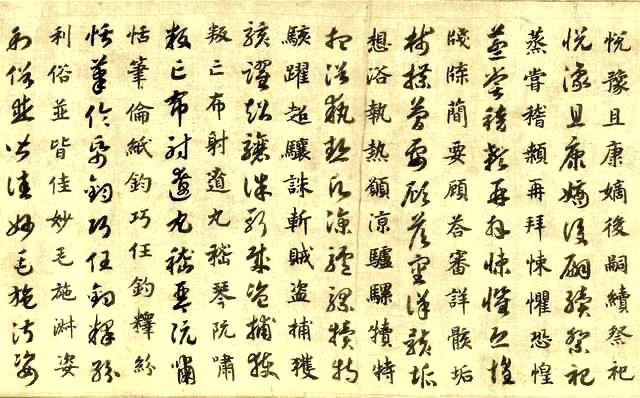 悅豫且康嫡後嗣續祭祀
悅豫且康嫡後嗣續祭祀
蒸嘗稽顙再拜悚懼恐惶
蒸嘗稽顙再拜悚懼恐惶
牋牒簡要顧答審詳骸垢
牋牒簡要顧答審詳骸垢
想浴執熱願涼驢騾犢特
想浴執熱願涼驢騾犢特
駭躍超驤誅斬賊盜捕獲
駭躍超驤誅斬賊盜捕獲
叛亡布射遼丸嵇琴阮嘯
叛亡布射遼丸嵇琴阮嘯
恬筆倫紙鈞巧任釣釋紛
恬筆倫紙鈞巧任釣釋紛
利俗並皆佳妙毛施淑姿
利俗並皆佳妙毛施淑姿